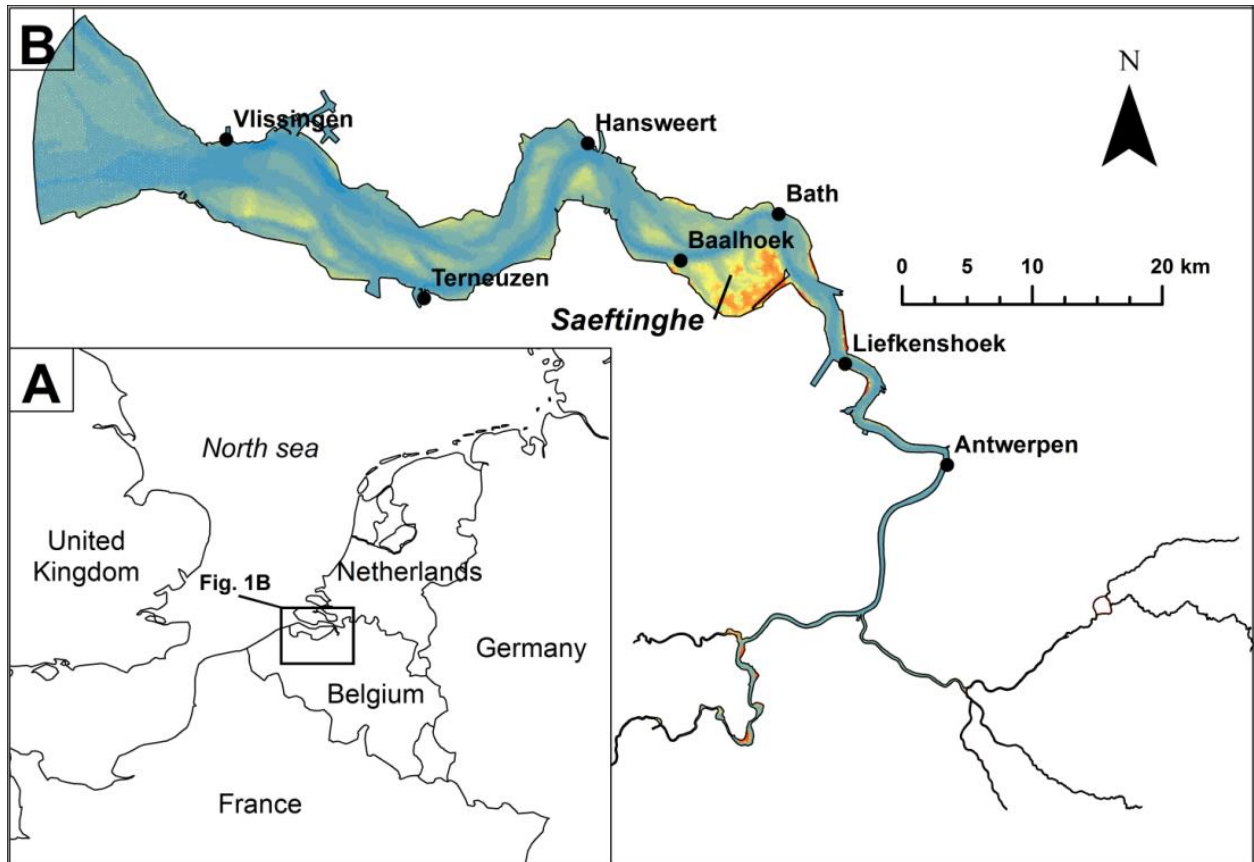 B
N
Vlissingen
Hansweert
Bath
Baalhoek
Terneuzen
Saeftinghe
0 5 10 20 km
Liefkenshoek
Antwerpen
A
North sea
United
Kingdom
Fig. 1B
Netherlands
Germany
Belgium
France